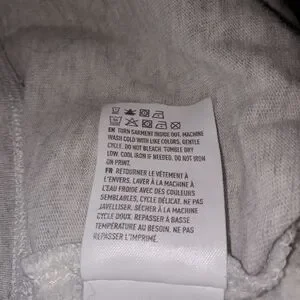 EN TURN GARMENT INSIDE OUT. MACHINE
WASH COLD WITH LIKE COLORS, GENTLE
CYCLE. DO NOT BLEACH. TUMBLE DRY
LOW. COOL IRON IF NEEDED. DO NOT IRON
ON PRINT.
FR RETOURNER LE VÊTEMENT À
L'ENVERS. LAVER À LA MACHINE À
L'EAU FROIDE AVEC DES COULEURS
SEMBLABLES, CYCLE DÉLICAT. NE PAS
JAVELLISER. SÉCHER À LA MACHINE
CYCLE DOUX. REPASSER À BASSE
TEMPÉRATURE AU BESOIN. NE PAS
REPASSER L'IMPRIMÉ.